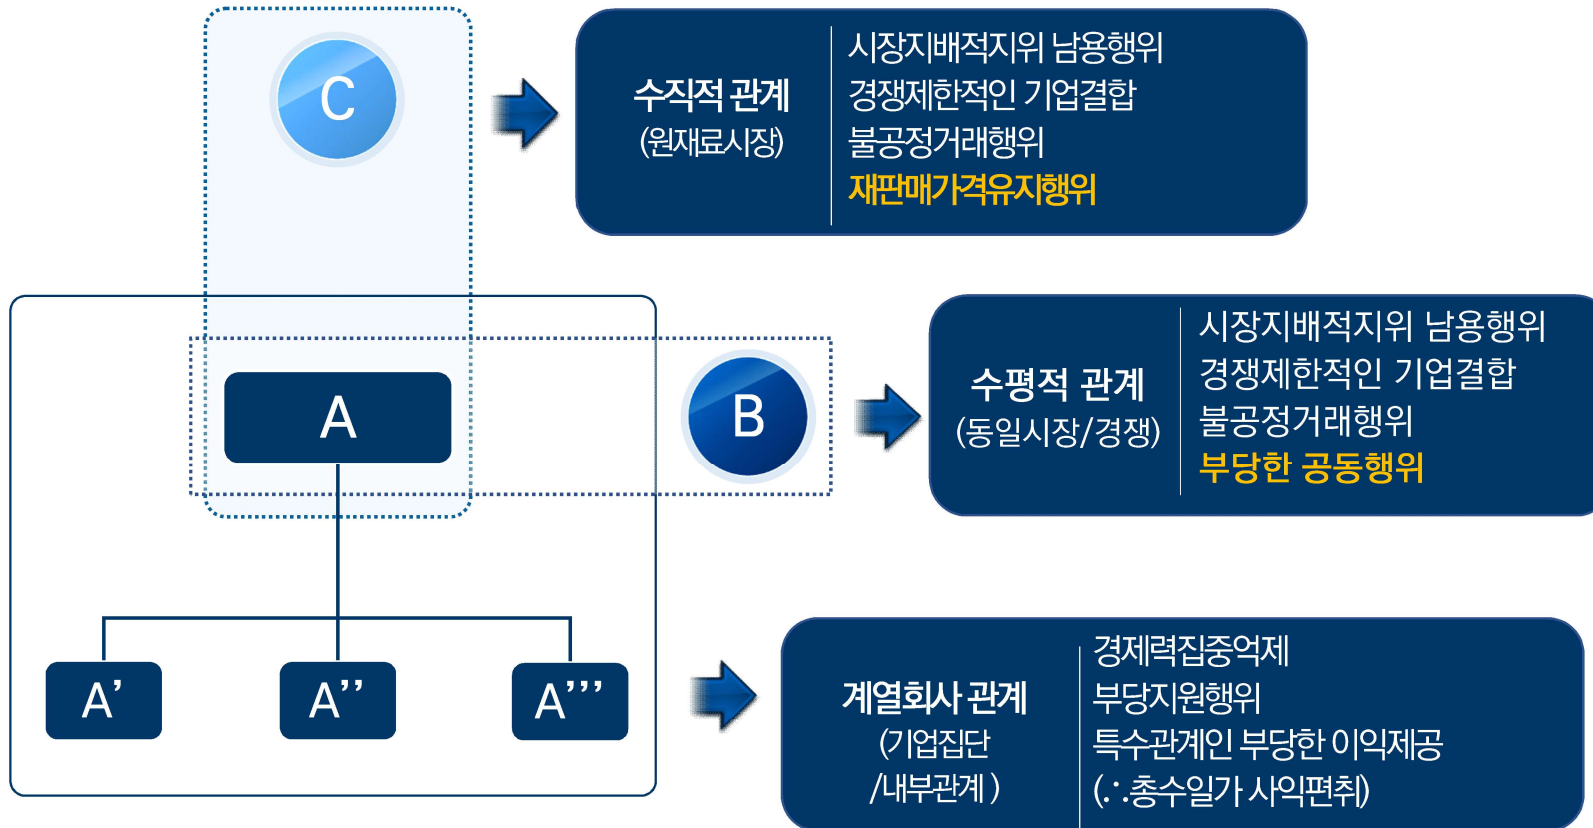 C
수직적 관계
(원재료시장)
시장지배적지위 남용행위
경쟁제한적인 기업결합
불공정거래행위
재판매가격유지행위
A
B
수평적 관계
(동일시장/경쟁)
시장지배적지위 남용행위
경쟁제한적인 기업결합
불공정거래행위
부당한 공동행위
A’
A’’
A’’’
계열회사 관계
(기업집단
/내부관계 )
경제력집중억제
부당지원행위
특수관계인 부당한 이익제공
(∴총수일가 사익편취)